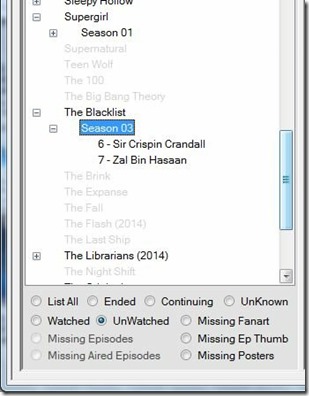 Sleepy Hollow
Supergirl
Season 01
Supernatural
Teen Wolf
The 100
The Big Bang Theory
The Blacklist
Season 03
6 - Sir Crispin Crandall
7 - Zal Bin Hasaan
The Brink
The Expanse
The Fall
The Flash (2014)
The Last Ship
The Librarians (2014)
The Night Shift
List All Ended Continuing UnKnown
Watched UnWatched Missing Fanart
Missing Episodes Missing Ep Thumb
Missing Aired Episodes Missing Posters